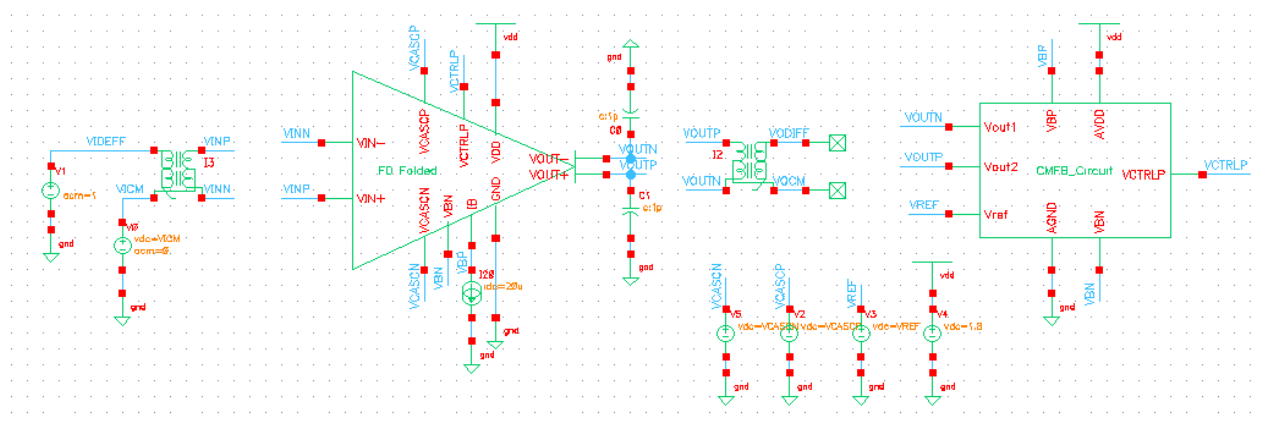 VIDEFF
VINP
I3
V1
acm=1
VICM
VINN
gnd
V0
vdc=VICM
acm=0.
gnd
VCASCP
VCTRLP
vdd
VINN
VIN-
VINP
VIN+
FD Folded
VCASCP
VCTRLP
VDD
VOUT-
VOUT+
VCASCN
VBN
IB
GND
VCASCN
VBN
VBP
I20
idc=20u
gnd
gnd
gnd
C0
c:1p
VOUTN
VOUTP
C1
c:1p
gnd
VOUTP
VODIFF
I2
VOUTN
VOCM
VCASCN
V5
vdc=VCASCN
gnd
VCASCP
V2
vdc=VCASCP
gnd
VREF
V3
vdc=VREF
gnd
vdd
V4
vdc=1.8
gnd
VBP
vdd
VOUTN
Vout1
VOUTP
Vout2
VREF
Vref
VBP
AVDD
CMFB_Circuit
VCTRLP
VCTRLP
AGND
VBN
gnd
VBN